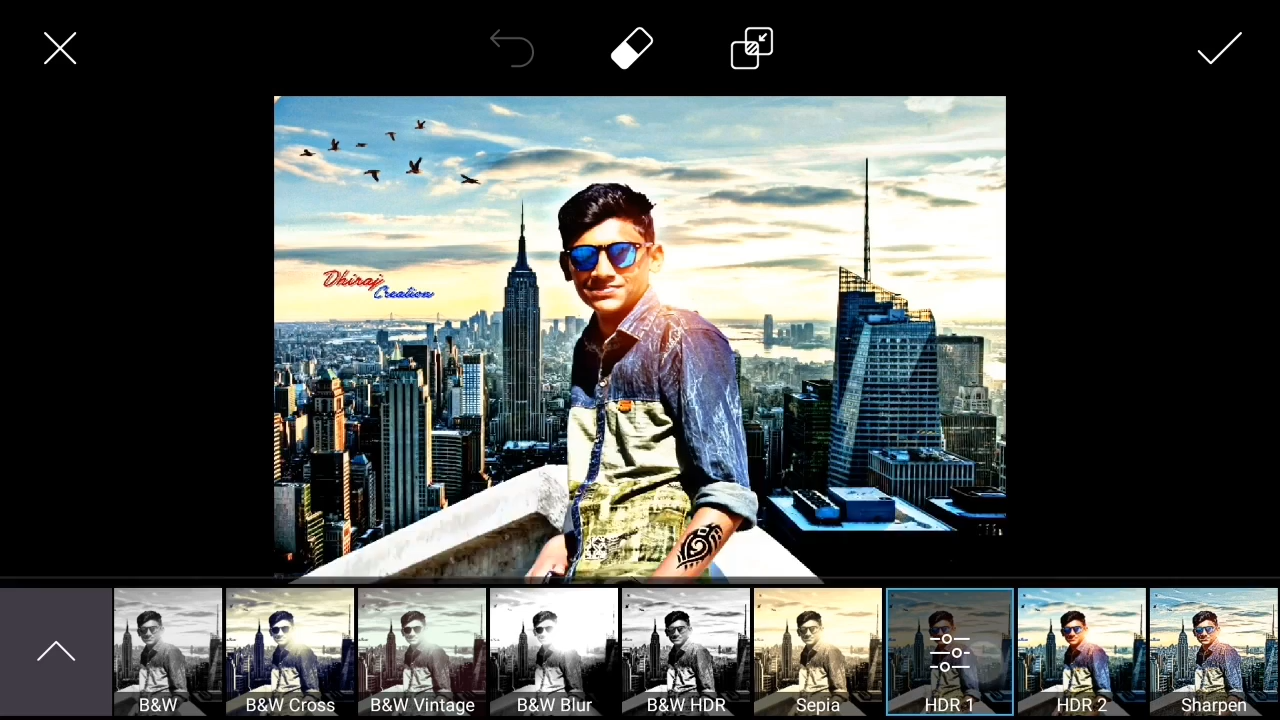 Dhiraj
Creation
B&W
B&W Cross
B&W Vintage
B&W Blur
B&W HDR
Sepia
HDR 1
HDR 2
Sharpen